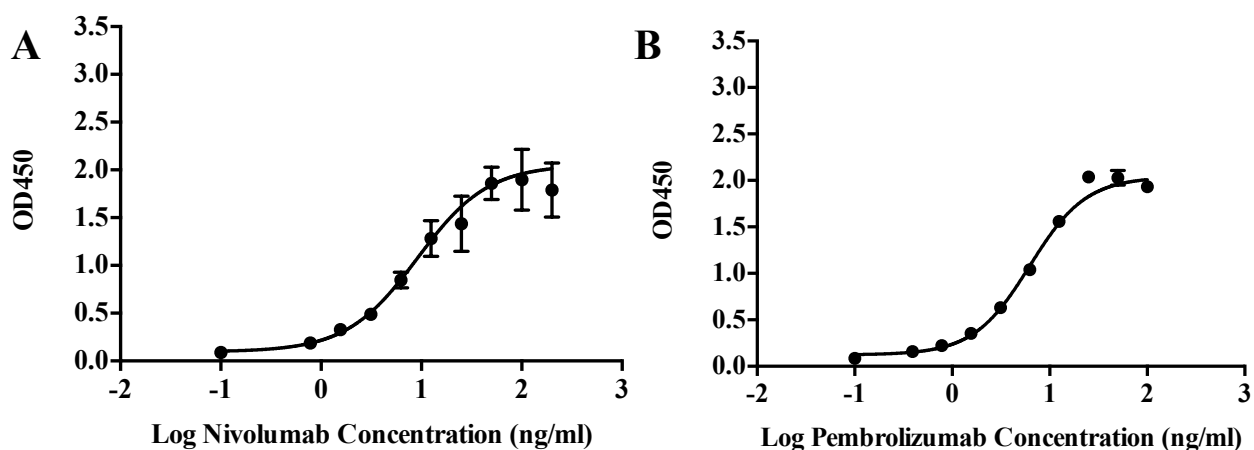 A
3.5
3.0
2.5
2.0
1.5
1.0
0.5
0.0
OD450
-2 -1 0 1 2 3
Log Nivolumab Concentration (ng/ml)
B
3.5
3.0
2.5
2.0
1.5
1.0
0.5
0.0
OD450
-2 -1 0 1 2 3
Log Pembrolizumab Concentration (ng/ml)